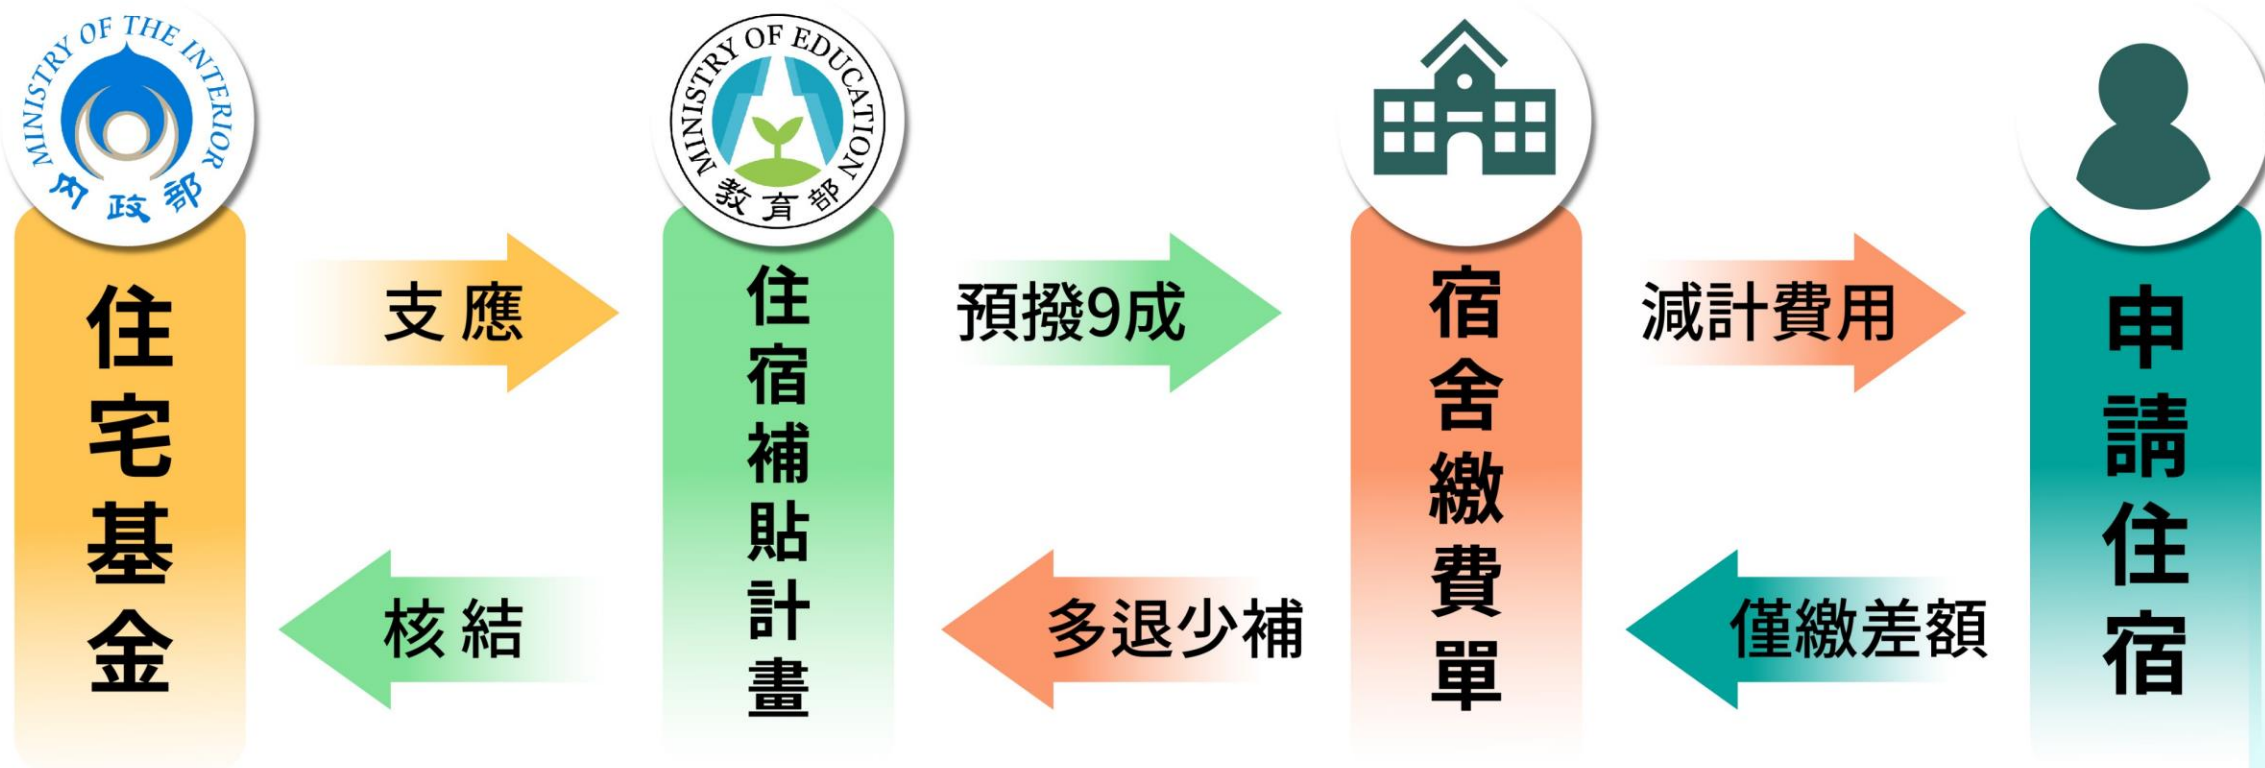 MINISTRY OF THE INTERIOR
內政部
住宅基金
支應
核結
MINISTRY OF EDUCATION
教育部
住宿補貼計畫
預撥9成
多退少補
宿舍繳費單
減計費用
僅繳差額
申請住宿